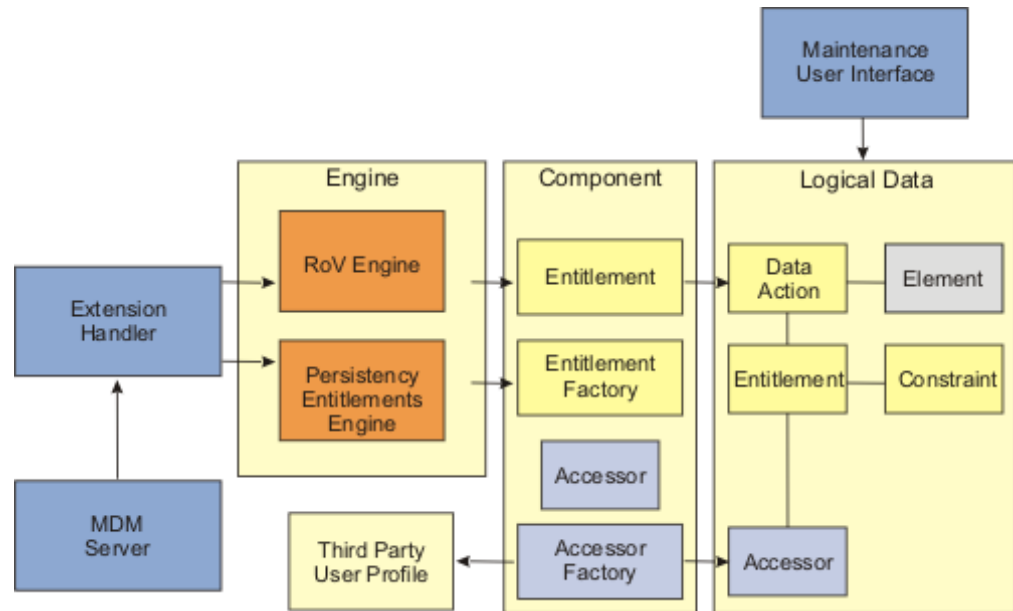 Maintenance
User Interface
Engine
Component
Logical Data
RoV Engine
Entitlement
Data
Action
Element
Extension
Handler
Persistency
Entitlements
Engine
Entitlement
Factory
Entitlement
Constraint
Accessor
MDM
Server
Third Party
User Profile
Accessor
Factory
Accessor